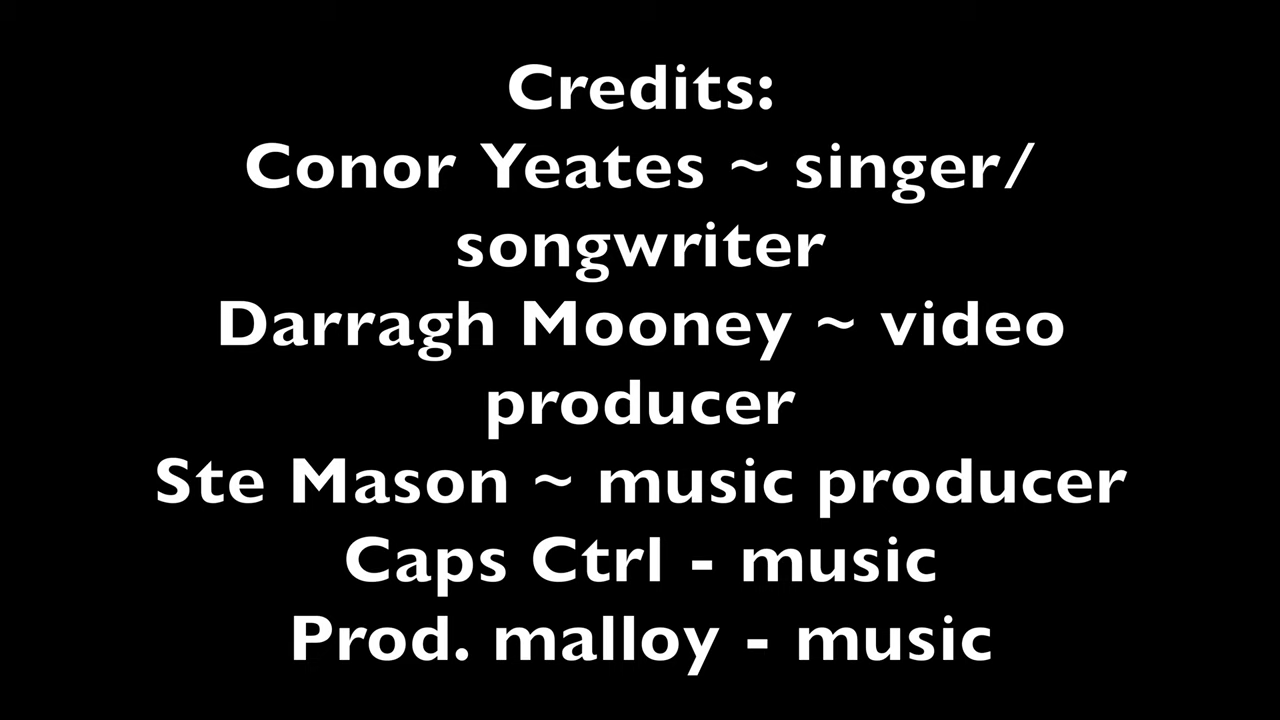 Credits:
Conor Yeates ~ singer/
songwriter
Darragh Mooney ~ video
producer
Ste Mason ~ music producer
Caps Ctrl - music
Prod. malloy - music